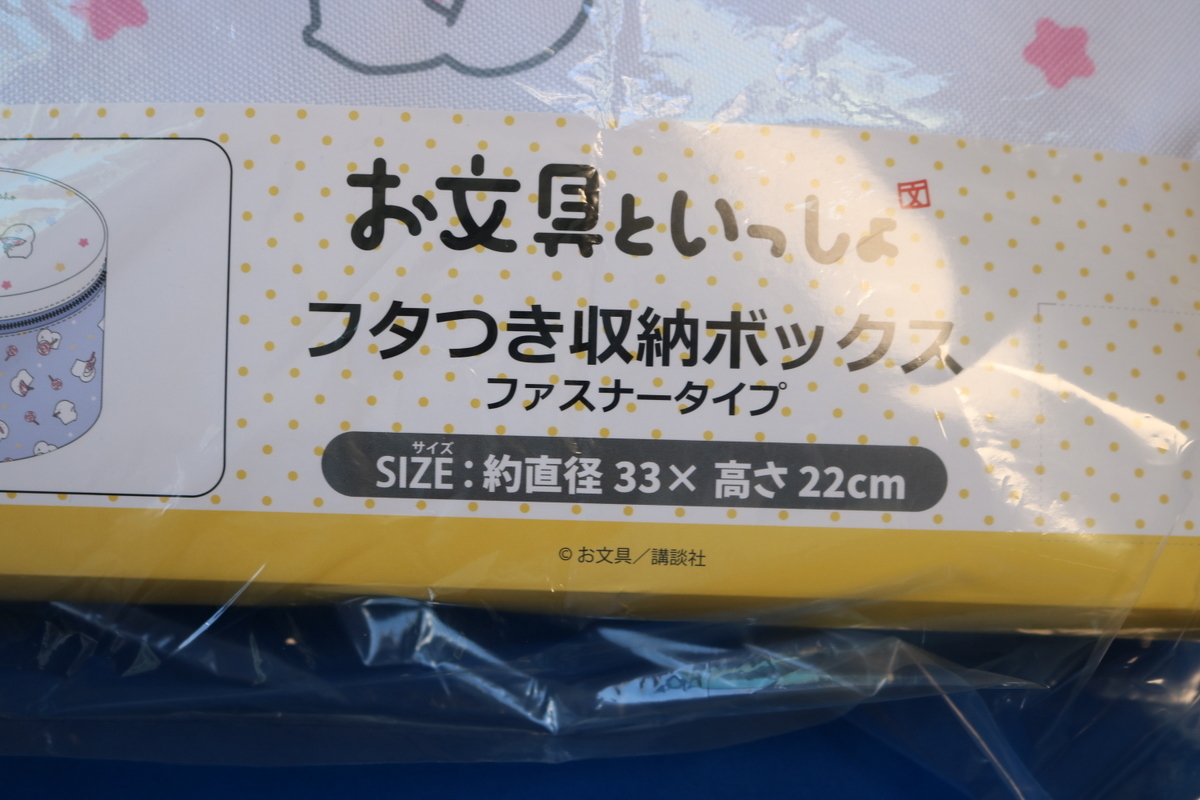 お文具といっしょ
文
フタつき収納ボックス
ファスナータイプ
サイズ
SIZE：約直径 33× 高さ 22cm
© お文具／講談社